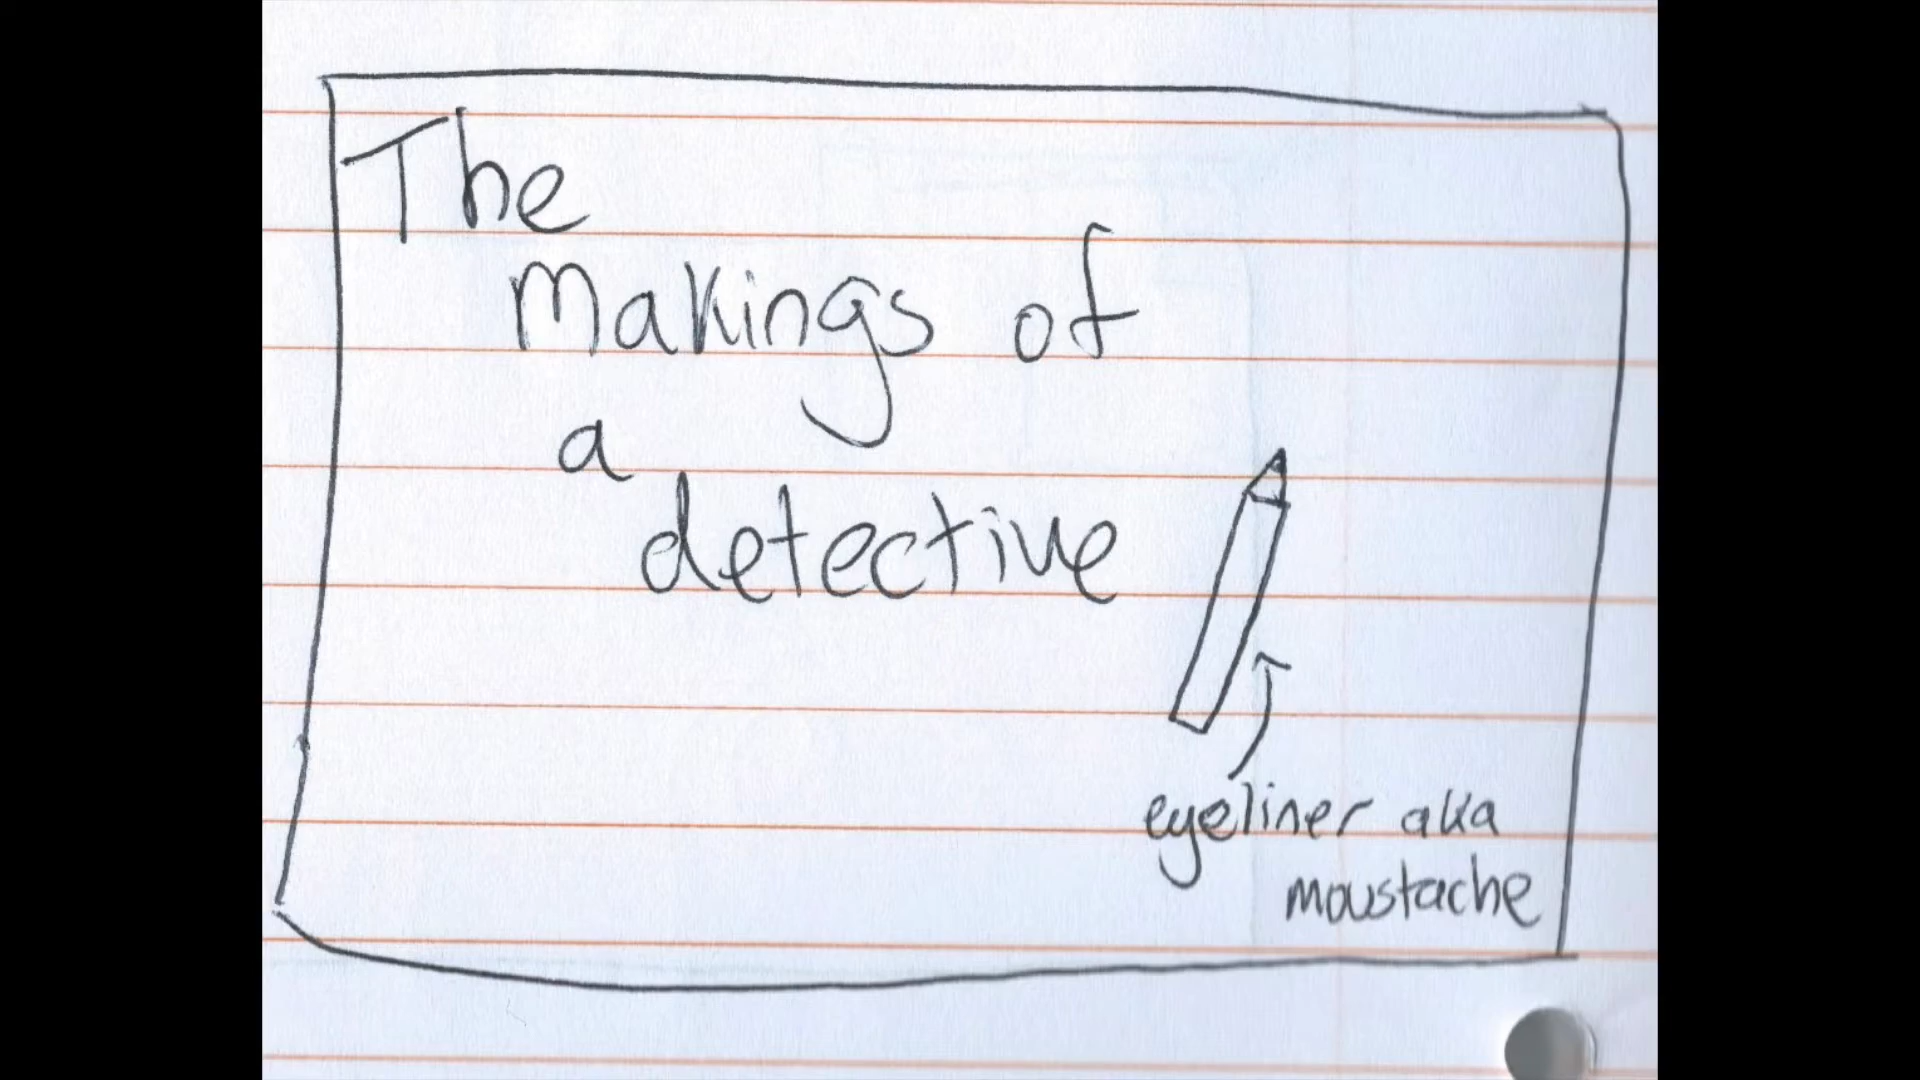 The
makings of
a
detective
eyeliner aka
moustache